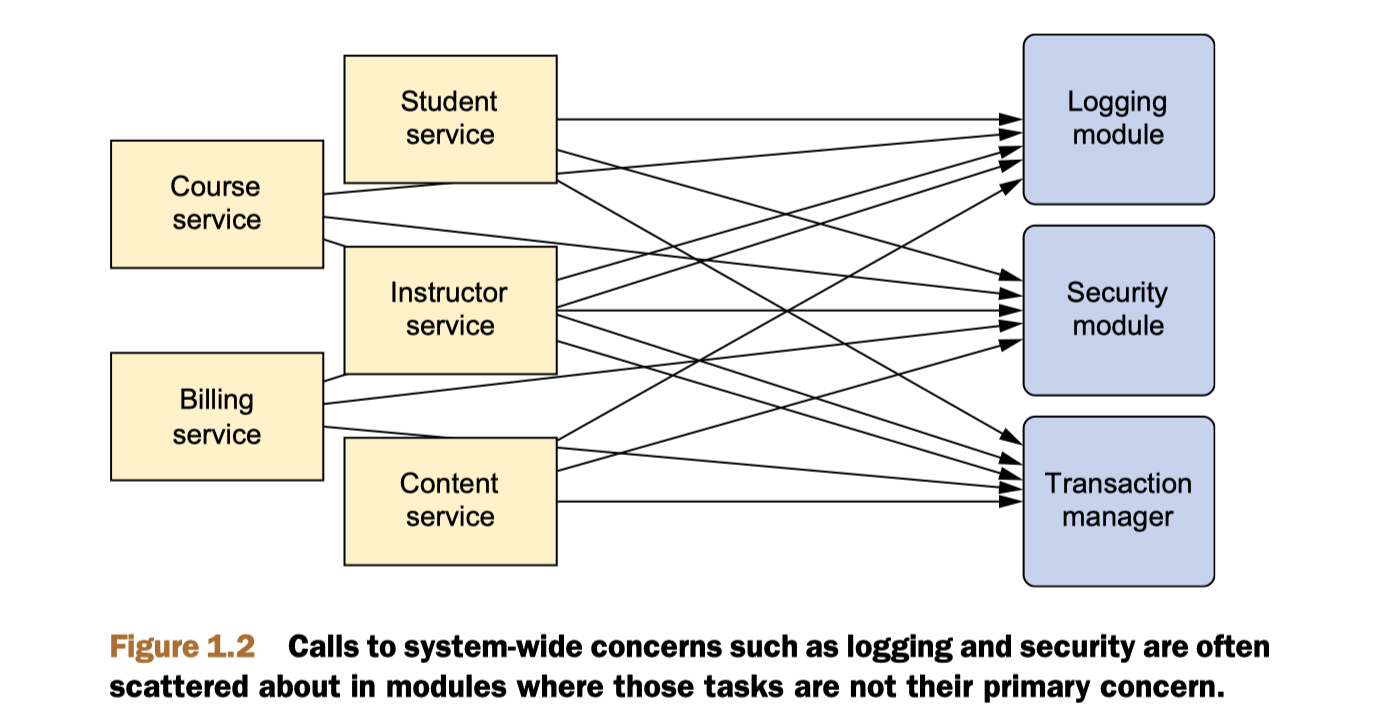 Student
service
Logging
module
Course
service
Instructor
service
Security
module
Billing
service
Content
service
Transaction
manager
Figure 1.2 Calls to system-wide concerns such as logging and security are often
scattered about in modules where those tasks are not their primary concern.